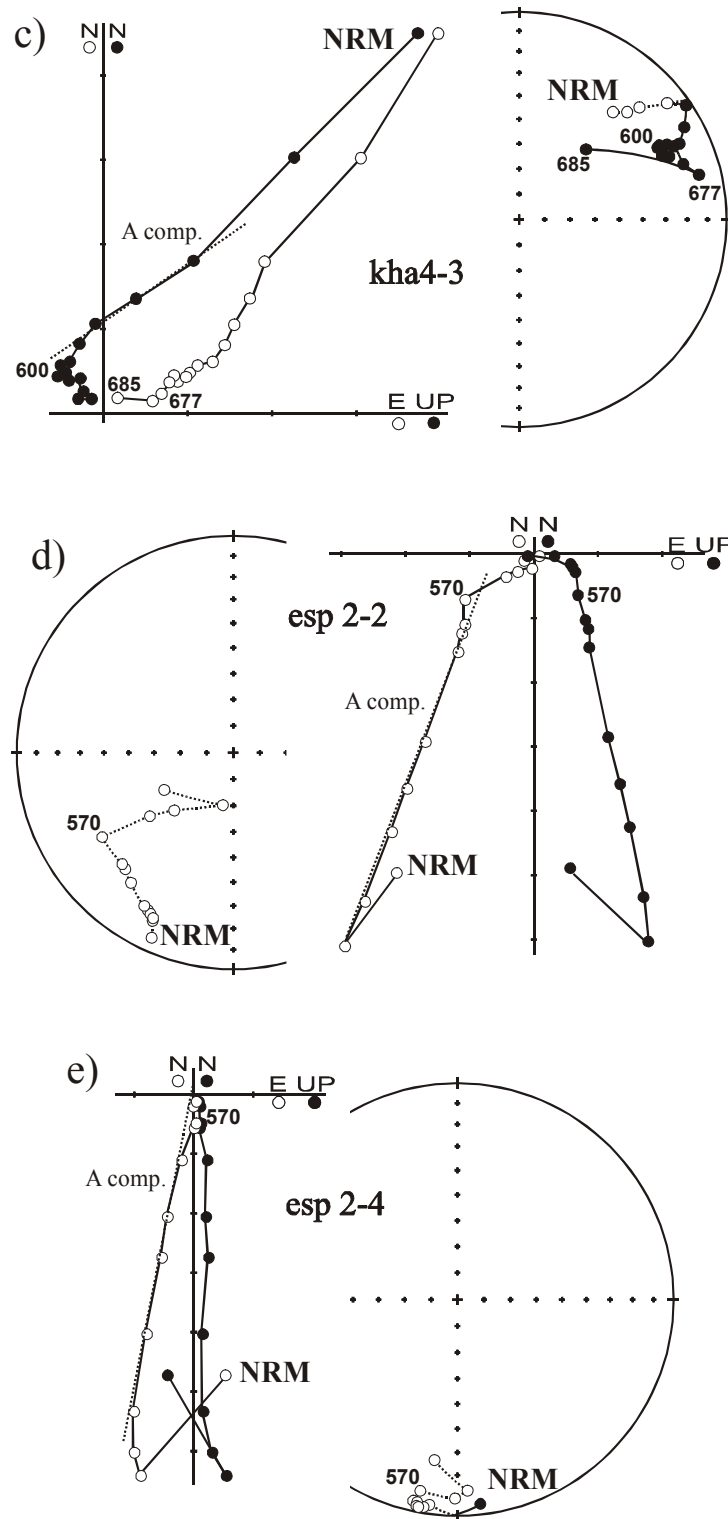 c)
N N
NRM
A comp.
kha4-3
600
685
677
E UP
NRM
600
685
677
d)
570
NRM
esp 2-2
N N
E UP
570
570
A comp.
NRM
e)
N N
E UP
570
A comp.
esp 2-4
NRM
570
NRM